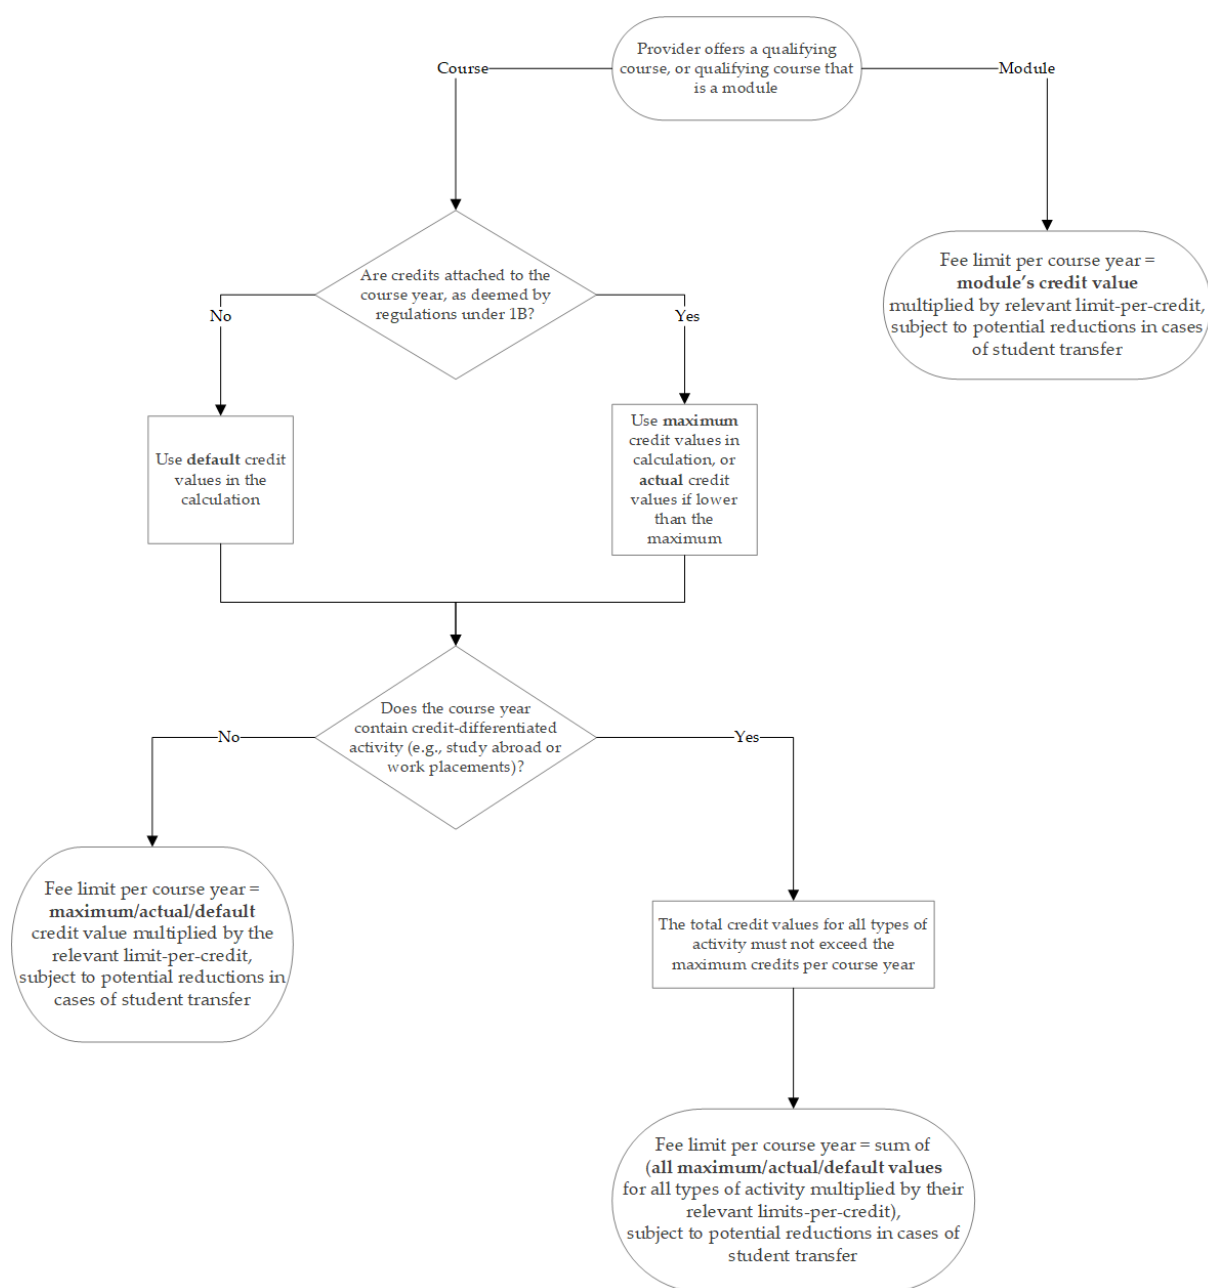 Provider offers a qualifying
course, or qualifying course that
is a module
Course
Module
Are credits attached to the
course year, as deemed by
regulations under 1B?
No
Yes
Fee limit per course year =
module's credit value
multiplied by relevant limit-per-credit,
subject to potential reductions in cases
of student transfer
Use default credit
values in the
calculation
Use maximum
credit values in
calculation, or
actual credit
values if lower
than the
maximum
Does the course year
contain credit-differentiated
activity (e.g., study abroad or
work placements)?
No
Yes
Fee limit per course year =
maximum/actual/default
credit value multiplied by the
relevant limit-per-credit,
subject to potential reductions in
cases of student transfer
The total credit values for all types of
activity must not exceed the
maximum credits per course year
Fee limit per course year = sum of
(all maximum/actual/default values
for all types of activity multiplied by their
relevant limits-per-credit),
subject to potential reductions in cases of
student transfer